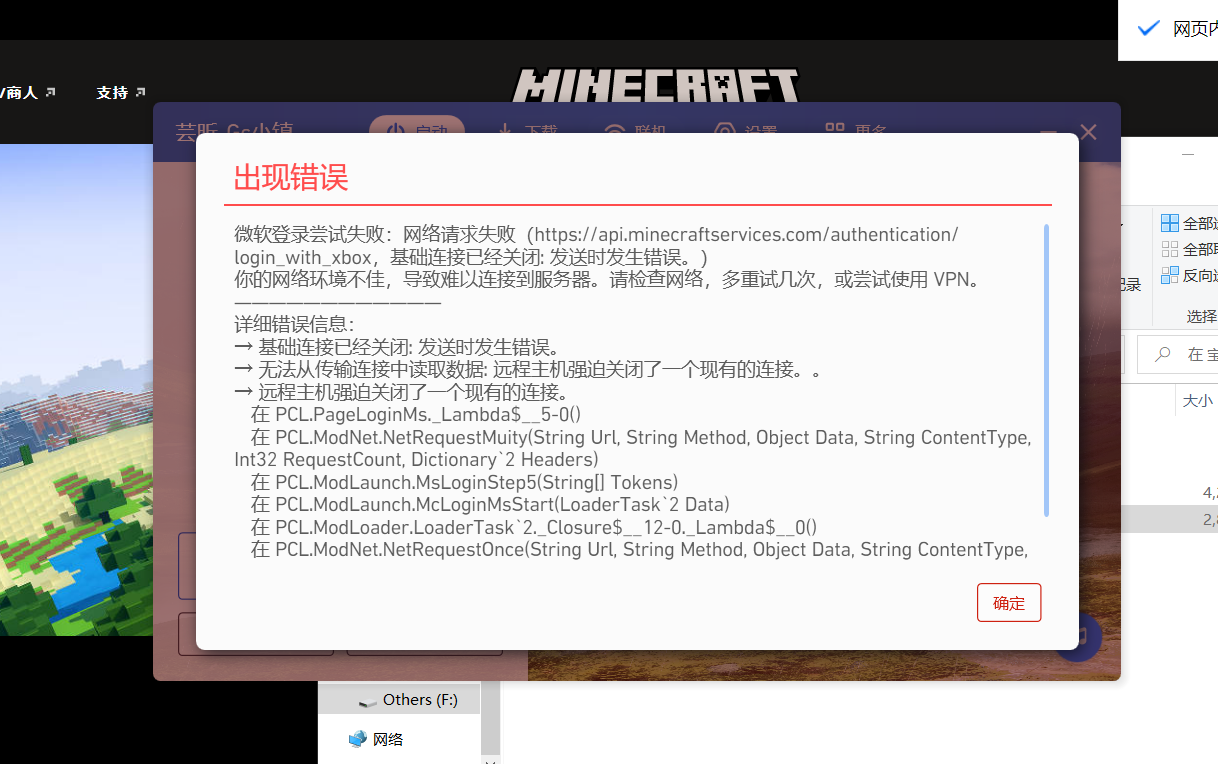 网页内
MINECRAFT
/商人
支持
芸昕 Gs小镇
启动
下载
联机
设置
更多
出现错误
微软登录尝试失败：网络请求失败（https://api.minecraftservices.com/authentication/
login_with_xbox，基础连接已经关闭: 发送时发生错误。)
你的网络环境不佳，导致难以连接到服务器。请检查网络，多重试几次，或尝试使用 VPN。
————————————
详细错误信息：
→ 基础连接已经关闭: 发送时发生错误。
→ 无法从传输连接中读取数据: 远程主机强迫关闭了一个现有的连接。。
→ 远程主机强迫关闭了一个现有的连接。
在 PCL.PageLoginMs._Lambda$__5-0()
在 PCL.ModNet.NetRequestMuity(String Url, String Method, Object Data, String ContentType,
Int32 RequestCount, Dictionary`2 Headers)
在 PCL.ModLaunch.MsLoginStep5(String[] Tokens)
在 PCL.ModLaunch.McLoginMsStart(LoaderTask`2 Data)
在 PCL.ModLoader.LoaderTask`2._Closure$__12-0._Lambda$__0()
在 PCL.ModNet.NetRequestOnce(String Url, String Method, Object Data, String ContentType,
确定
全部
全部
反向
录
选择
在
大小
4,
2,
Others (F:)
网络